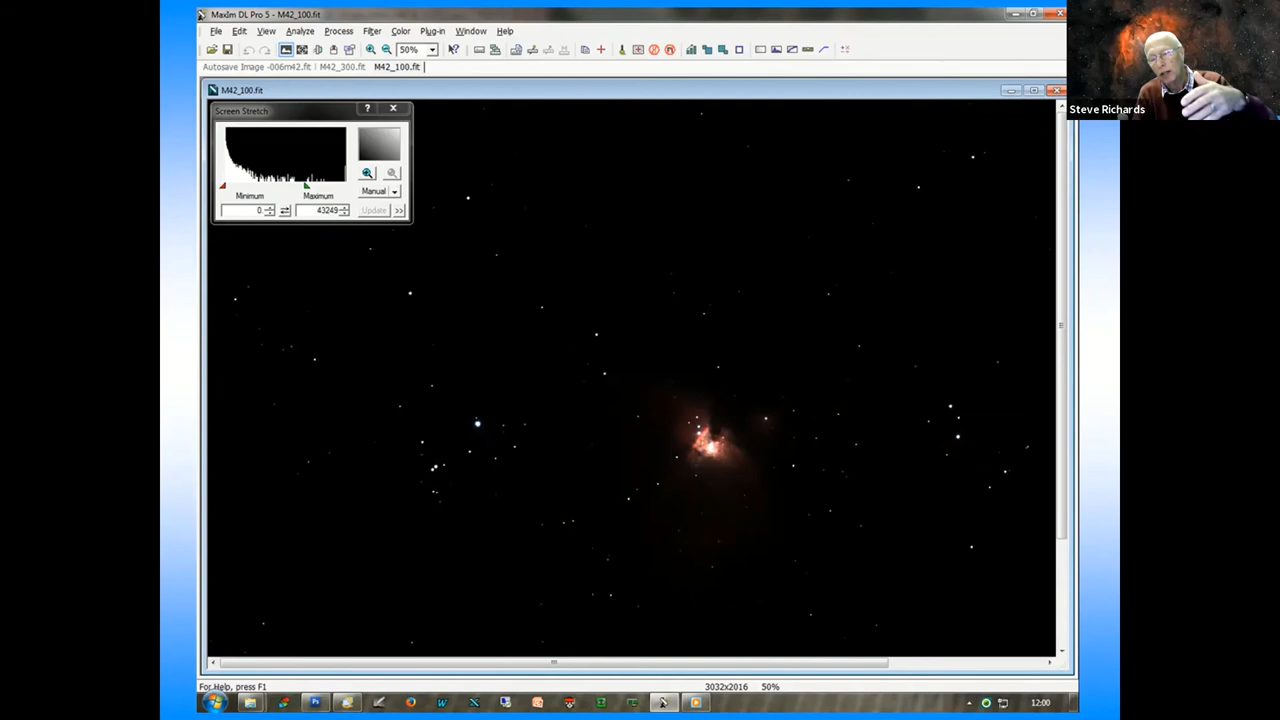 MaxIm DL Pro 5 - M42_100.fit
File Edit View Analyze Process Filter Color Plug-in Window Help
50%
Autosave Image -006m42.fit | M42_300.fit M42_100.fit
M42_100.fit
Screen Stretch
Manual
Minimum Maximum
0 43249 Update >>
Steve Richards
For Help, press F1 3032x2016 50%
12:00